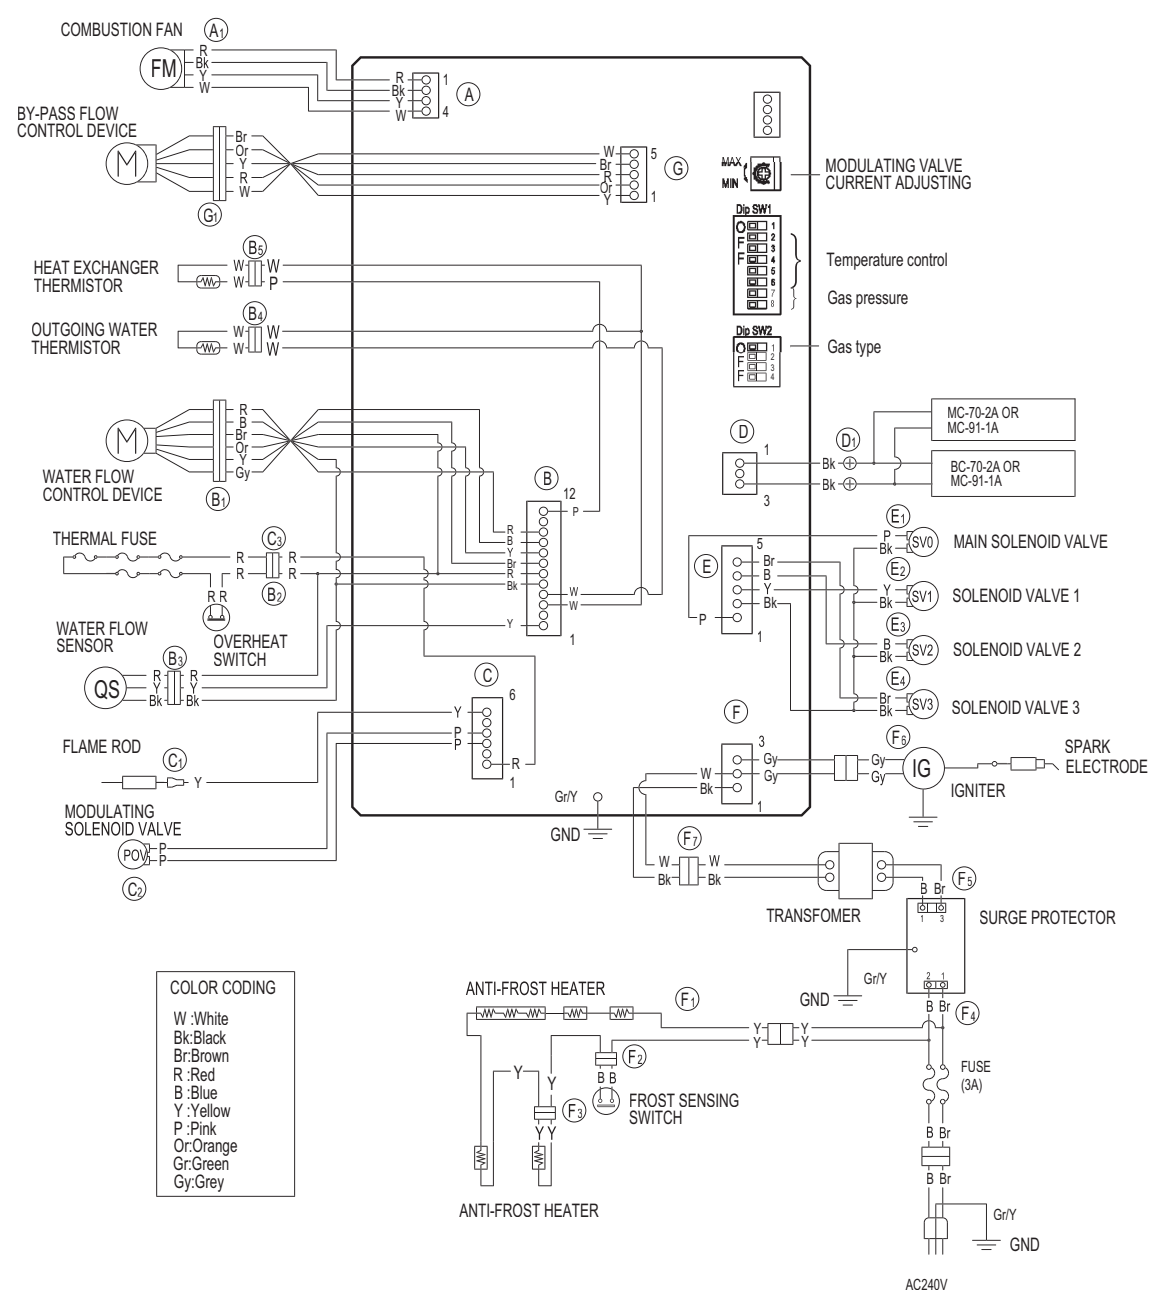 COMBUSTION FAN
A1
FM
R
Bk
Y
W
R
Bk
Y
W
1
4
A
BY-PASS FLOW
CONTROL DEVICE
M
Br
Or
Y
R
W
G1
W
Br
R
Or
Y
5
1
G
MAX
MIN
MODULATING VALVE
CURRENT ADJUSTING
Dip SW1
O
F
F
1
2
3
4
5
6
7
8
Temperature control
Gas pressure
Dip SW2
O
F
F
1
2
3
4
Gas type
HEAT EXCHANGER
THERMISTOR
B5
W W
W P
OUTGOING WATER
THERMISTOR
B4
W W
W W
WATER FLOW
CONTROL DEVICE
M
R
B
Br
Or
Y
Gy
B1
B
12
P
R
B
Y
Br
R
Bk
W
W
Y
1
D
1
3
D1
Bk
Bk
MC-70-2A OR
MC-91-1A
BC-70-2A OR
MC-91-1A
THERMAL FUSE
C3
R R
R R
B2
R R
OVERHEAT
SWITCH
WATER FLOW
SENSOR
QS
B3
R R
Y Y
Bk Bk
E
5
Br
B
Y
Bk
P
1
E1
P
Bk
SV0
MAIN SOLENOID VALVE
E2
Y
Bk
SV1
SOLENOID VALVE 1
E3
B
Bk
SV2
SOLENOID VALVE 2
E4
Br
Bk
SV3
SOLENOID VALVE 3
C
6
Y
P
P
R
1
FLAME ROD
C1
Y
MODULATING
SOLENOID VALVE
POV
P
P
C2
F
3
Gy
Gy
W
Bk
1
F6
Gy
Gy
IG
IGNITER
SPARK
ELECTRODE
Gr/Y
GND
F7
W W
Bk Bk
TRANSFOMER
B Br
F5
1 3
SURGE PROTECTOR
Gr/Y
GND
2 1
B Br
F4
COLOR CODING
W :White
Bk:Black
Br:Brown
R :Red
B :Blue
Y :Yellow
P :Pink
Or:Orange
Gr:Green
Gy:Grey
ANTI-FROST HEATER
F1
Y Y
Y Y
F2
B B
FROST SENSING
SWITCH
Y
Y
F3
Y Y
ANTI-FROST HEATER
FUSE
(3A)
B Br
B Br
Gr/Y
GND
AC240V